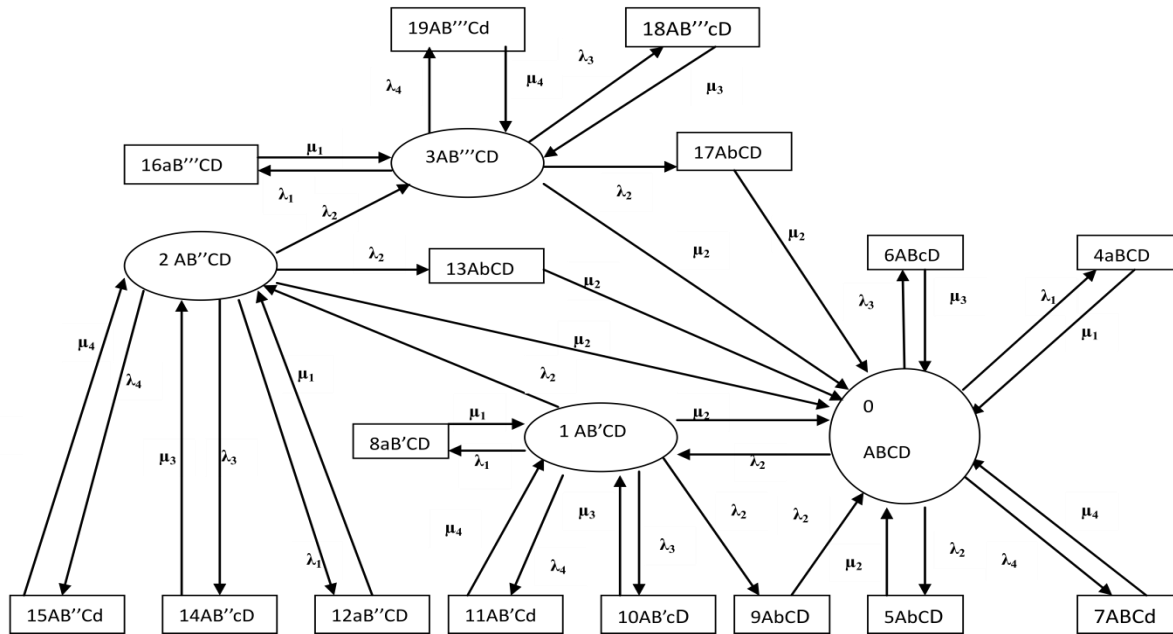 19AB'''Cd
18AB'''cD
λ₃
λ₄
μ₄
μ₃
16aB'''CD
μ₁
3AB'''CD
17AbCD
λ₁
λ₂
λ₂
μ₂
μ₂
2 AB''CD
λ₂
13AbCD
μ₂
6ABcD
4aBCD
λ₃
μ₃
λ₁
μ₁
μ₄
λ₄
μ₁
μ₂
λ₂
0
ABCD
8aB'CD
μ₁
1 AB'CD
μ₂
λ₁
λ₂
μ₃
λ₃
μ₄
μ₃
λ₂
λ₂
μ₄
λ₁
λ₄
λ₃
μ₂
λ₂
λ₄
15AB''Cd
14AB''cD
12aB''CD
11AB'Cd
10AB'cD
9AbCD
5AbCD
7ABCd